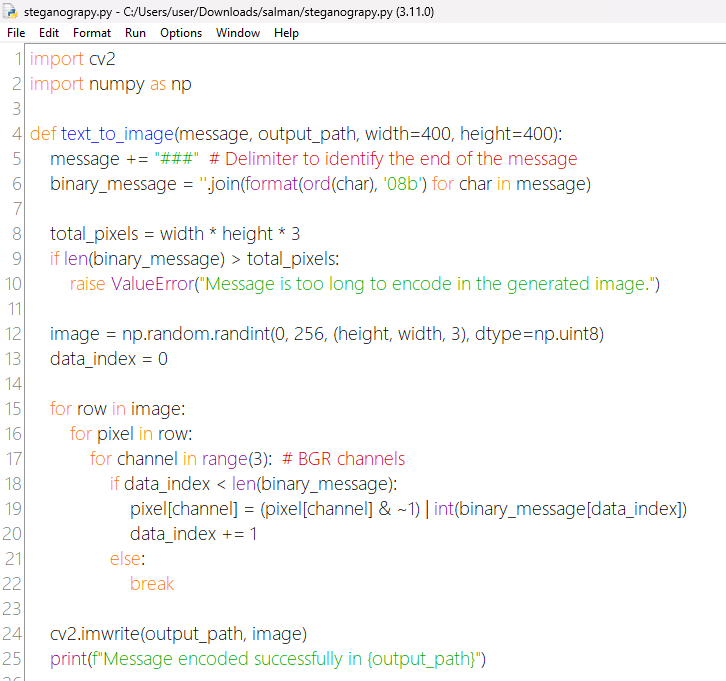 steganograpy.py - C:/Users/user/Downloads/salman/steganograpy.py (3.11.0)
File Edit Format Run Options Window Help
1 import cv2
2 import numpy as np
3
4 def text_to_image(message, output_path, width=400, height=400):
5     message += "###"  # Delimiter to identify the end of the message
6     binary_message = ''.join(format(ord(char), '08b') for char in message)
7
8     total_pixels = width * height * 3
9     if len(binary_message) > total_pixels:
10         raise ValueError("Message is too long to encode in the generated image.")
11
12     image = np.random.randint(0, 256, (height, width, 3), dtype=np.uint8)
13     data_index = 0
14
15     for row in image:
16         for pixel in row:
17             for channel in range(3):  # BGR channels
18                 if data_index < len(binary_message):
19                     pixel[channel] = (pixel[channel] & ~1) | int(binary_message[data_index])
20                     data_index += 1
21                 else:
22                     break
23
24     cv2.imwrite(output_path, image)
25     print(f"Message encoded successfully in {output_path}")